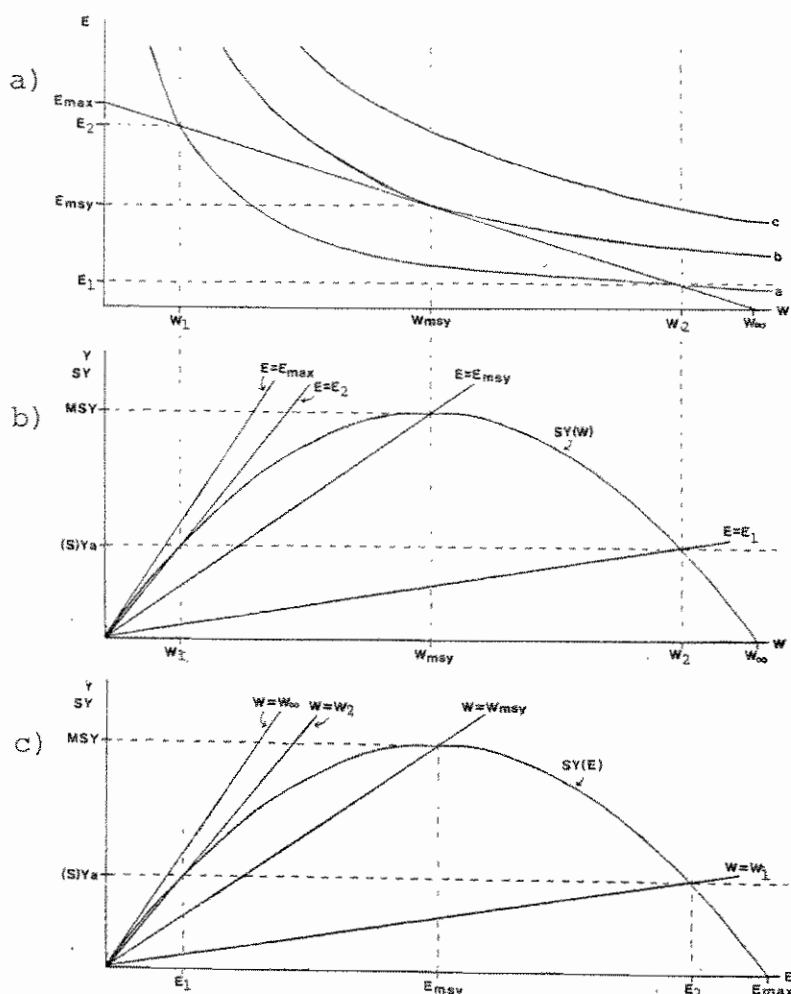 E
a)
Emax
E2
Emsy
E1
c
b
a
W
W1
Wmsy
W2
W∞
Y
SY
E=Emax
E=E2
E=Emsy
b)
MSY
SY(W)
(S)Ya
E=E1
W
W1
Wmsy
W2
W∞
Y
SY
W=W∞
W=W2
W=Wmsy
c)
MSY
SY(E)
(S)Ya
W=W1
E
E1
Emsy
E2
Emax